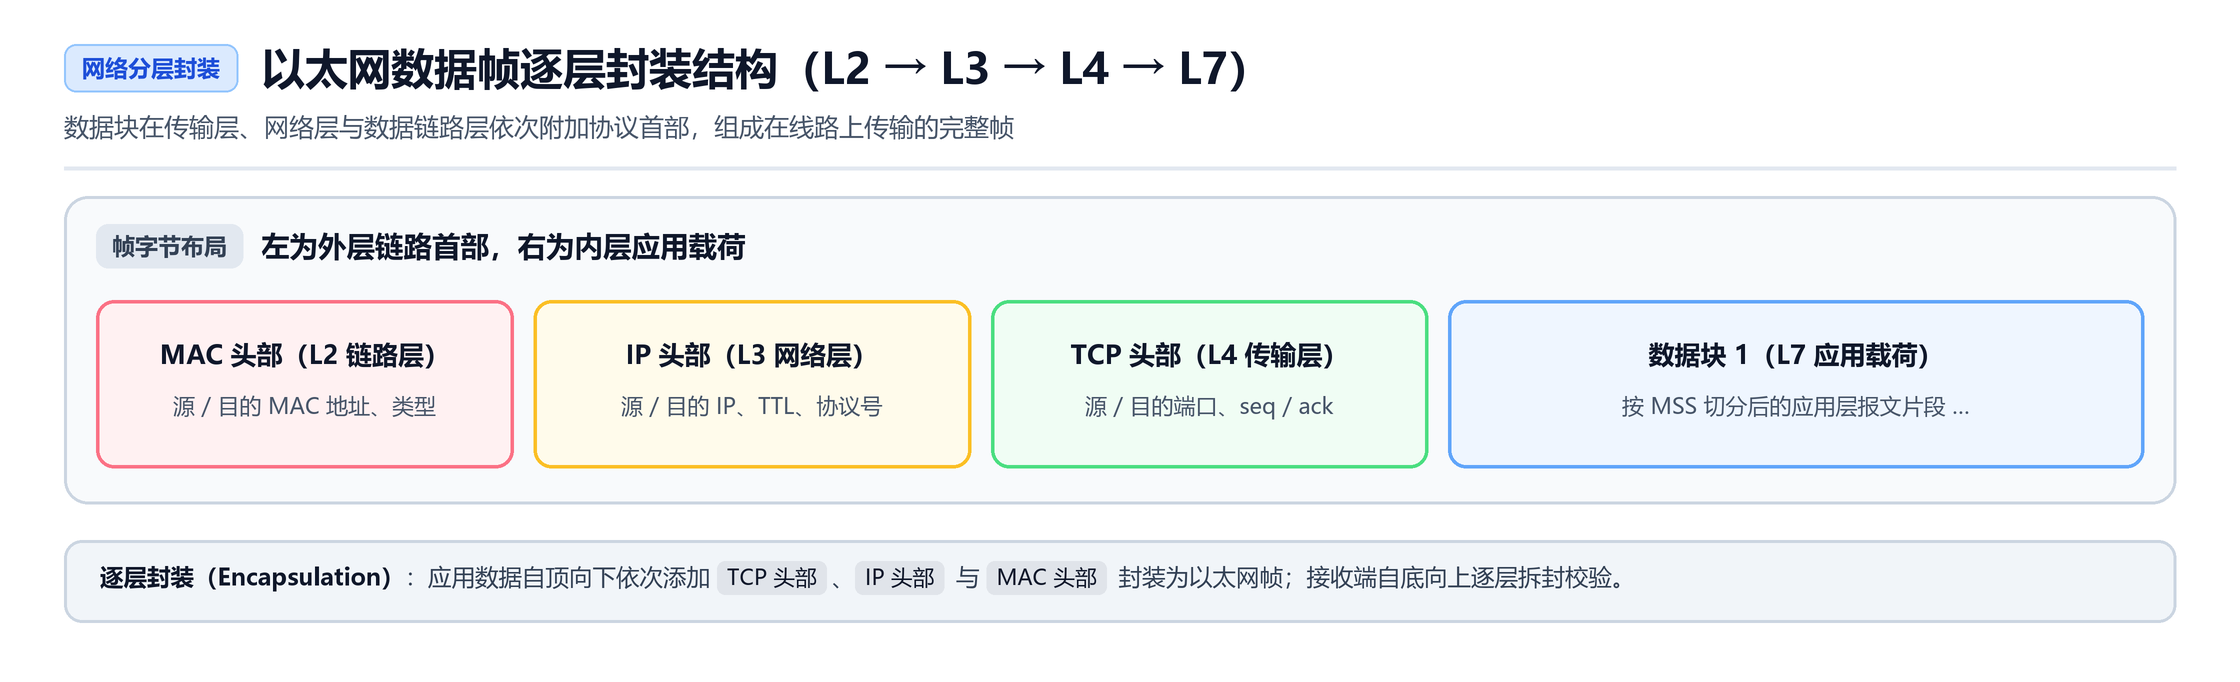 网络分层封装
以太网数据帧逐层封装结构（L2 → L3 → L4 → L7）
数据块在传输层、网络层与数据链路层依次附加协议首部，组成在线路上传输的完整帧
帧字节布局
左为外层链路首部，右为内层应用载荷
MAC 头部（L2 链路层）
源 / 目的 MAC 地址、类型
IP 头部（L3 网络层）
源 / 目的 IP、TTL、协议号
TCP 头部（L4 传输层）
源 / 目的端口、seq / ack
数据块 1（L7 应用载荷）
按 MSS 切分后的应用层报文片段 ...
逐层封装（Encapsulation）：应用数据自顶向下依次添加 TCP 头部 、 IP 头部 与 MAC 头部 封装为以太网帧；接收端自底向上逐层拆封校验。